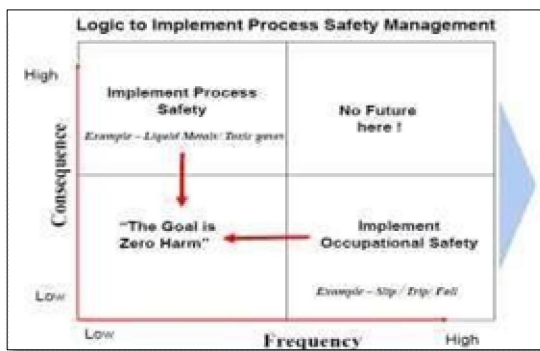 Logic to Implement Process Safety Management
High
Implement Process
Safety
Example – Liquid Metals/ Toxic gases
No Future
here !
Consequence
"The Goal is
Zero Harm"
Implement
Occupational Safety
Example – Slip / Trip/ Fall
Low
Low
Frequency
High